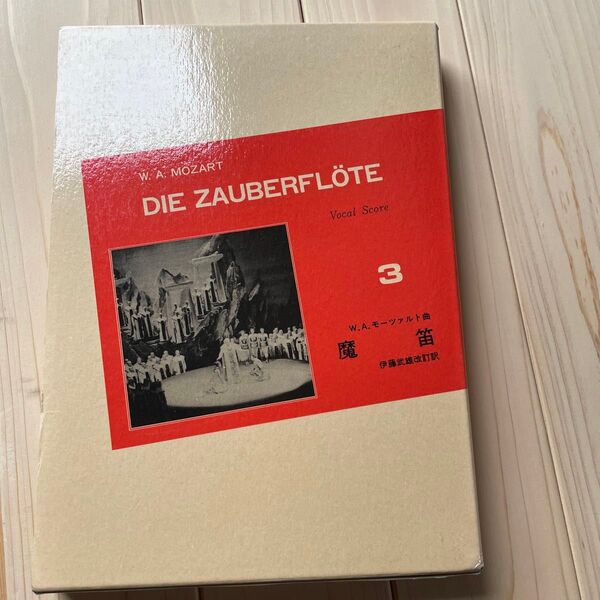 W. A. MOZART
DIE ZAUBERFLÖTE
Vocal Score
3
W.A.モーツァルト曲
魔笛
伊藤武雄改訂訳